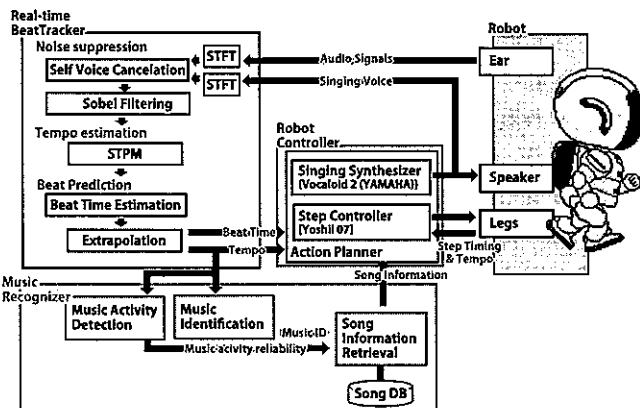 Real-time
BeatTracker
Noise suppression
Self Voice Cancelation
Sobel Filtering
Tempo estimation
STPM
Beat Prediction
Beat Time Estimation
Extrapolation
STFT
STFT
Audio Signals
Singing Voice
Beat Time
Tempo
Robot
Controller
Singing Synthesizer
(Vocaloid 2 (YAMAHA))
Step Controller
[Yoshii 07]
Action Planner
Robot
Ear
Speaker
Legs
Step Timing
& Tempo
Song Information
Music
Recognizer
Music Activity
Detection
Music
Identification
Music ID
Music acivity reliability
Song
Information
Retrieval
Song DB